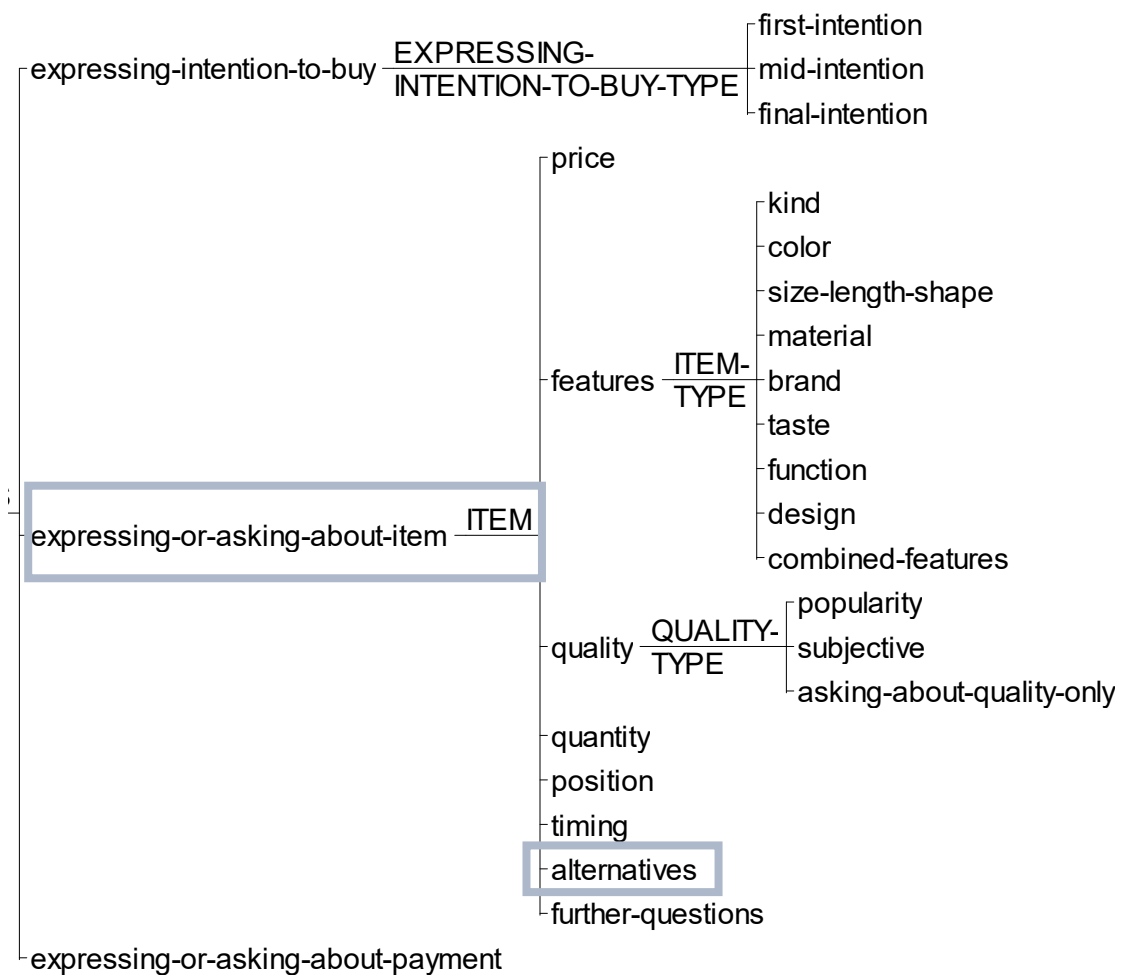 first-intention
expressing-intention-to-buy EXPRESSING-
INTENTION-TO-BUY-TYPE
mid-intention
final-intention
price
kind
color
size-length-shape
material
features ITEM-
TYPE
brand
taste
function
design
combined-features
expressing-or-asking-about-item ITEM
popularity
quality QUALITY-
TYPE
subjective
asking-about-quality-only
quantity
position
timing
alternatives
further-questions
expressing-or-asking-about-payment